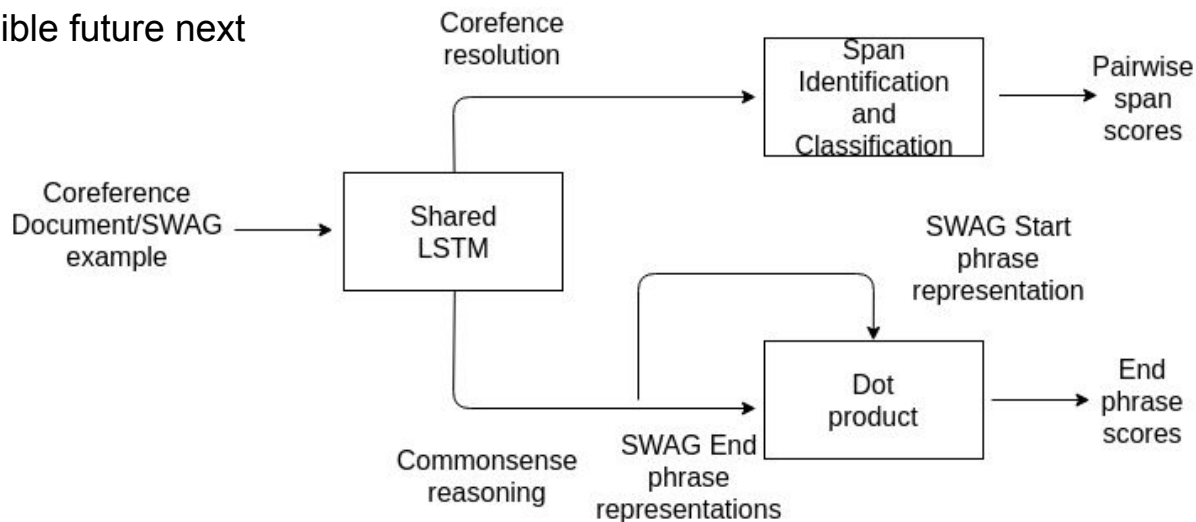 ible future next
Corefence
resolution
Span
Identification
and
Classification
Pairwise
span
scores
Coreference
Document/SWAG
example
Shared
LSTM
SWAG Start
phrase
representation
Dot
product
End
phrase
scores
Commonsense
reasoning
SWAG End
phrase
representations